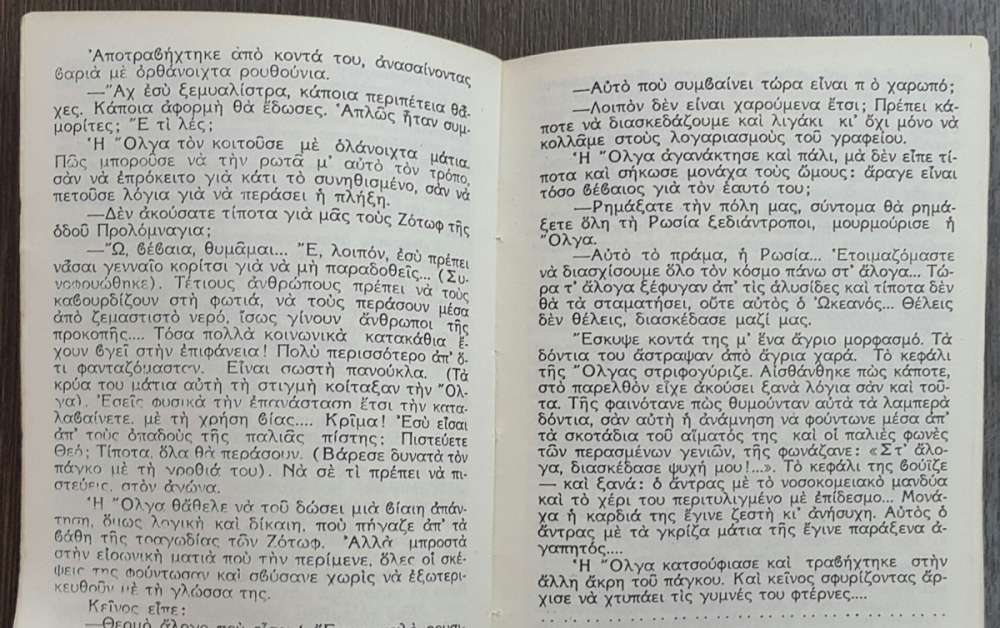 Ἀποτραβήχτηκε ἀπὸ κοντά του, ἀνασαίνοντας
βαριὰ μὲ ὀρθάνοιχτα ρουθούνια.
—Ἂχ ἐσὺ ξεμυαλίστρα, κάποια περιπέτεια θἄ-
χες. Κάποια ἀφορμὴ θὰ ἔδωσες. Ἁπλῶς ἦταν συμ-
μορίτες; Ἒ τὶ λές;
Ἡ Ὄλγα τὸν κοιτοῦσε μὲ ὁλάνοιχτα μάτια.
Πῶς μποροῦσε νὰ τὴν ρωτᾶ μ' αὐτὸ τὸν τρόπο,
σὰν νὰ ἐπρόκειτο γιὰ κάτι τὸ συνηθισμένο, σὰν νὰ
πετοῦσε λόγια γιὰ νὰ περάσει ἡ πλήξη.
—Δὲν ἀκούσατε τίποτα γιὰ μᾶς τοὺς Ζότωφ τῆς
ὁδοῦ Προλόμναγια;
—Ὢ, βέβαια, θυμᾶμαι... Ἒ, λοιπόν, ἐσὺ πρέπει
νἆσαι γενναῖο κορίτσι γιὰ νὰ μὴ παραδοθεῖς... (Συ-
νοφρυώθηκε). Τέτιους ἀνθρώπους πρέπει νὰ τοὺς
καβουρδίζουν στὴ φωτιά, νὰ τοὺς περάσουν μέσα
ἀπὸ ζεμαστιστὸ νερό, ἴσως γίνουν ἄνθρωποι τῆς
προκοπῆς.... Τόσα πολλὰ κοινωνικὰ κατακάθια ἔ-
χουν βγεῖ στὴν ἐπιφάνεια! Πολὺ περισσότερο ἀπ' ὅ-
τι φανταζόμαστεν. Εἶναι σωστὴ πανούκλα. (Τὰ
κρύα του μάτια αὐτὴ τὴ στιγμὴ κοίταξαν τὴν Ὄλ-
γα). Ἐσεῖς φυσικὰ τὴν ἐπανάσταση ἔτσι τὴν κατα-
λαβαίνετε, μὲ τὴ χρήση βίας.... Κρῖμα! Ἐσὺ εἶσαι
ἀπ' τοὺς ὀπαδοὺς τῆς παλιᾶς πίστης: Πιστεύετε
Θεό; Τίποτα, ὅλα θὰ περάσουν. (Βάρεσε δυνατὰ τὸν
πάγκο μὲ τὴ γροθιά του). Νὰ σὲ τὶ πρέπει νὰ πι-
στεύεις, στὸν ἀγώνα.
Ἡ Ὄλγα θἄθελε νὰ τοῦ δώσει μιὰ βίαιη ἀπάν-
τηση, ὅμως λογικὴ καὶ δίκαιη, ποὺ πήγαζε ἀπ' τὰ
βάθη τῆς τραγωδίας τῶν Ζότωφ. Ἀλλὰ μπροστὰ
στὴν εἰρωνικὴ ματιὰ ποὺ τὴν περίμενε, ὅλες οἱ σκέ-
ψεις της φούντωσαν καὶ σβύσανε χωρὶς νὰ ἐξωτερι-
κευθοῦν μὲ τὴ γλῶσσα της.
Κεῖνος εἶπε:
—Αὐτὸ ποὺ συμβαίνει τώρα εἶναι π ὸ χαρωπό;
—Λοιπὸν δὲν εἶναι χαρούμενα ἔτσι; Πρέπει κά-
ποτε νὰ διασκεδάζουμε καὶ λιγάκι κι' ὄχι μόνο νὰ
κολλᾶμε στοὺς λογαριασμοὺς τοῦ γραφείου.
Ἡ Ὄλγα ἀγανάκτησε καὶ πάλι, μὰ δὲν εἶπε τί-
ποτα καὶ σήκωσε μονάχα τοὺς ὤμους: ἄραγε εἶναι
τόσο βέβαιος γιὰ τὸν ἑαυτό του;
—Ρημάξατε τὴν πόλη μας, σύντομα θὰ ρημά-
ξετε ὅλη τὴ Ρωσία ξεδιάντροποι, μουρμούρισε ἡ
Ὄλγα.
—Αὐτὸ τὸ πράμα, ἡ Ρωσία... Ἑτοιμαζόμαστε
νὰ διασχίσουμε ὅλο τὸν κόσμο πάνω στ' ἄλογα... Τώ-
ρα τ' ἄλογα ξέφυγαν ἀπ' τὶς ἁλυσίδες καὶ τίποτα δὲν
θὰ τὰ σταματήσει, οὔτε αὐτὸς ὁ Ὠκεανός... Θέλεις
δὲν θέλεις, διασκέδασε μαζί μας.
Ἔσκυψε κοντά της μ' ἕνα ἄγριο μορφασμό. Τὰ
δόντια του ἄστραψαν ἀπὸ ἄγρια χαρά. Τὸ κεφάλι
τῆς Ὄλγας στριφογύριζε. Αἰσθάνθηκε πὼς κάποτε,
στὸ παρελθὸν εἶχε ἀκούσει ξανὰ λόγια σὰν καὶ τοῦ-
τα. Τῆς φαινότανε πὼς θυμούνταν αὐτὰ τὰ λαμπερὰ
δόντια, σὰν αὐτὴ ἡ ἀνάμνηση νὰ φούντωνε μέσα ἀπ'
τὰ σκοτάδια τοῦ αἵματός της καὶ οἱ παλιὲς φωνὲς
τῶν περασμένων γενιῶν, τῆς φωνάζανε: «Στ' ἄλο-
γα, διασκέδασε ψυχή μου!...». Τὸ κεφάλι της βούϊζε
— καὶ ξανά: ὁ ἄντρας μὲ τὸ νοσοκομειακὸ μανδύα
καὶ τὸ χέρι του περιτυλιγμένο μὲ ἐπίδεσμο... Μονά-
χα ἡ καρδιά της ἔγινε ζεστὴ κι' ἀνήσυχη. Αὐτὸς ὁ
ἄντρας μὲ τὰ γκρίζα μάτια τῆς ἔγινε παράξενα ἀ-
γαπητός....
Ἡ Ὄλγα κατσούφιασε καὶ τραβήχτηκε στὴν
ἄλλη ἄκρη τοῦ πάγκου. Καὶ κεῖνος σφυρίζοντας ἄρ-
χισε νὰ χτυπάει τὶς γυμνές του φτέρνες....